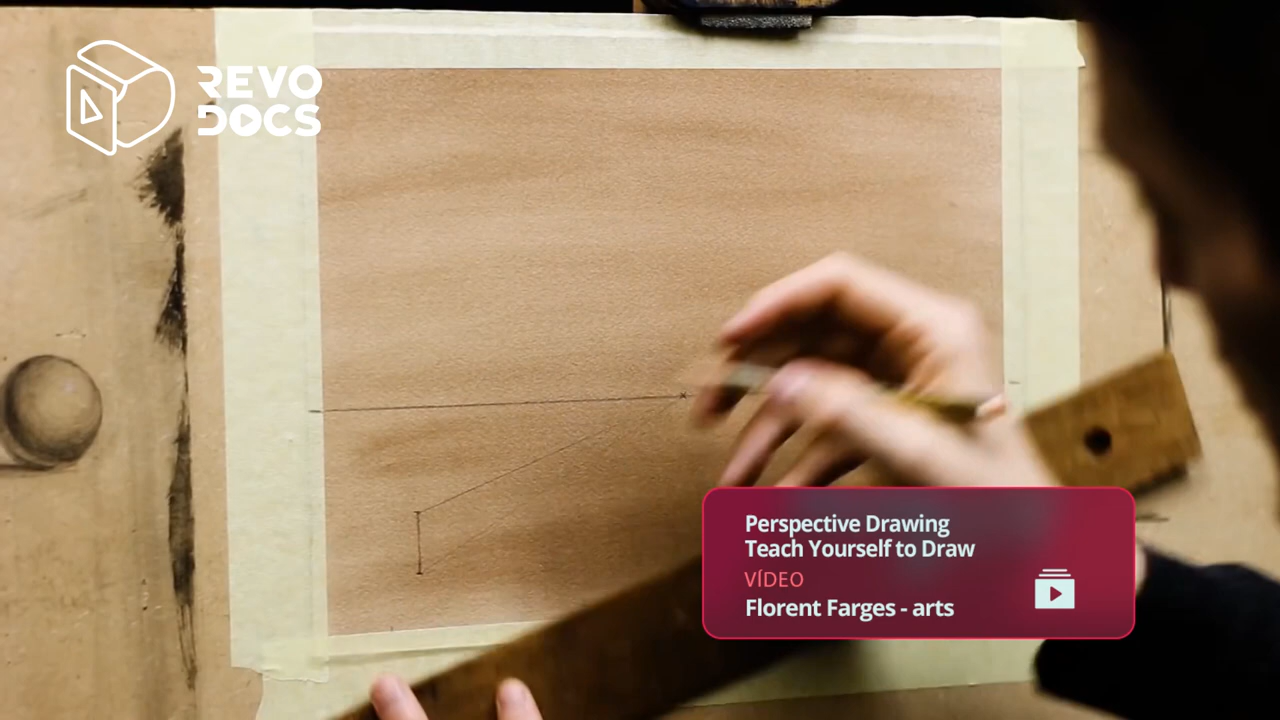 REVO
DOCS
Perspective Drawing
Teach Yourself to Draw
VÍDEO
Florent Farges - arts